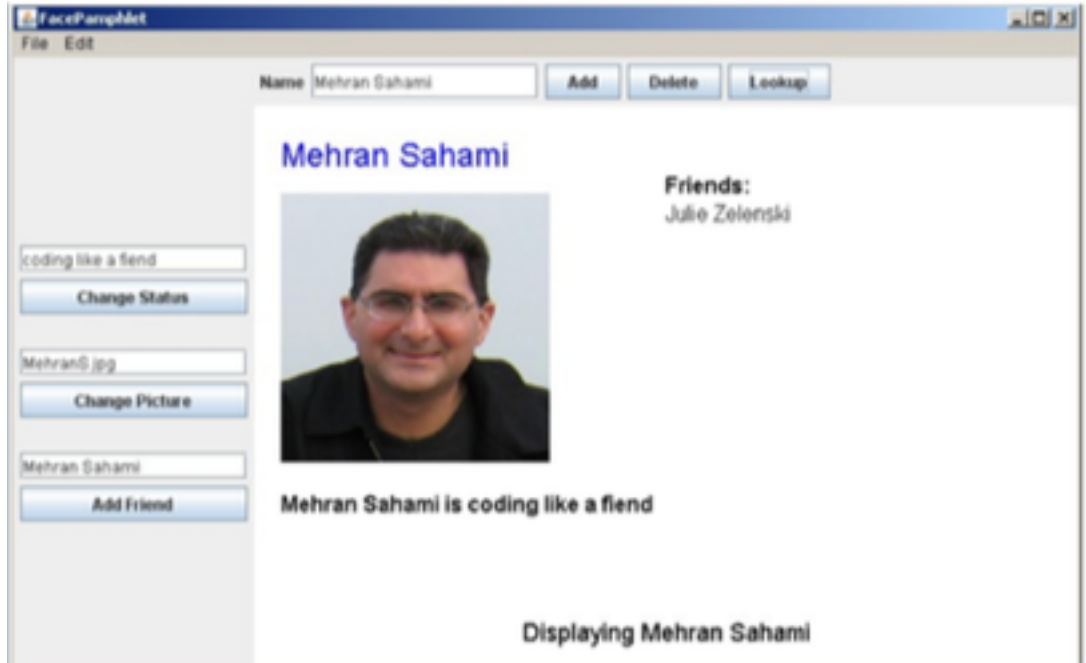 FacePamphlet
File Edit
Name Mehran Sahami Add Delete Lookup
Mehran Sahami
Friends:
Julie Zelenski
coding like a fiend
Change Status
MehranS.jpg
Change Picture
Mehran Sahami
Add Friend
Mehran Sahami is coding like a fiend
Displaying Mehran Sahami